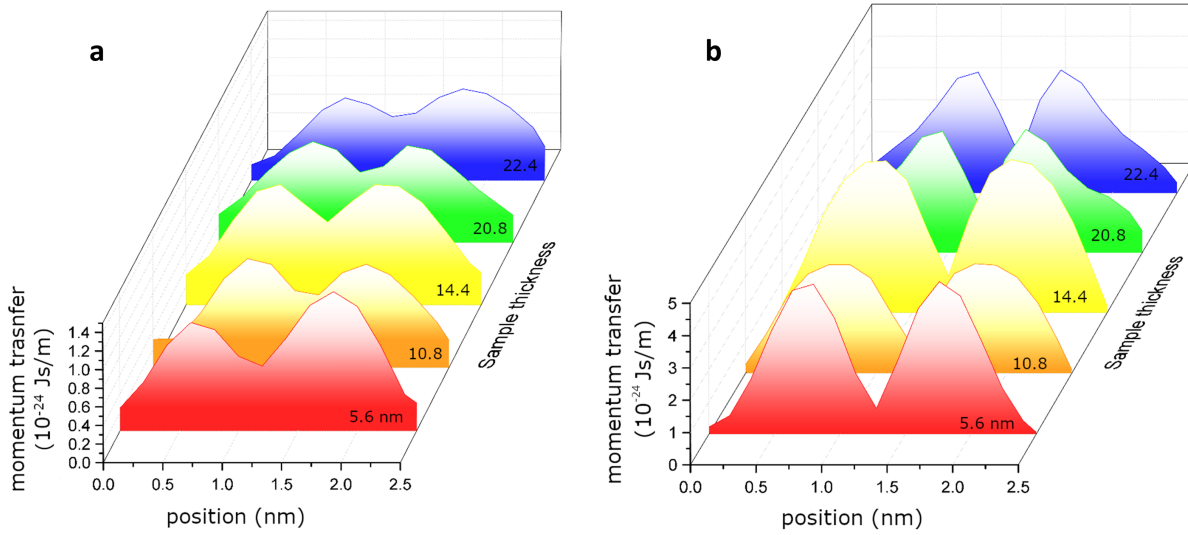 a
22.4
20.8
14.4
10.8
5.6 nm
Sample thickness
momentum trasnfer
(10⁻²⁴ Js/m)
1.4
1.2
1.0
0.8
0.6
0.4
0.2
0.0
0.0 0.5 1.0 1.5 2.0 2.5
position (nm)
b
22.4
20.8
14.4
10.8
5.6 nm
Sample thickness
momentum transfer
(10⁻²⁴ Js/m)
5
4
3
2
1
0
0.0 0.5 1.0 1.5 2.0 2.5
position (nm)